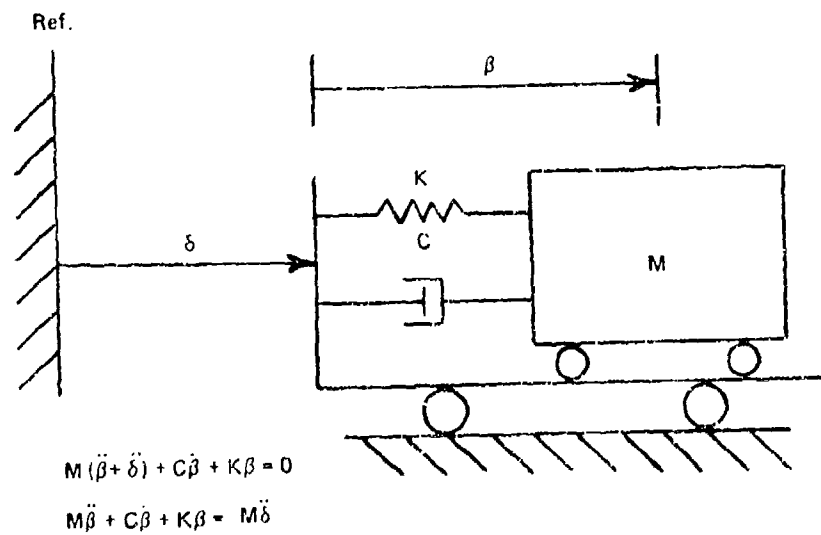 Ref.
β
K
C
δ
M
M(β̈+δ̈) + Cβ̇ + Kβ = 0
Mβ̈ + Cβ̇ + Kβ = Mδ̈